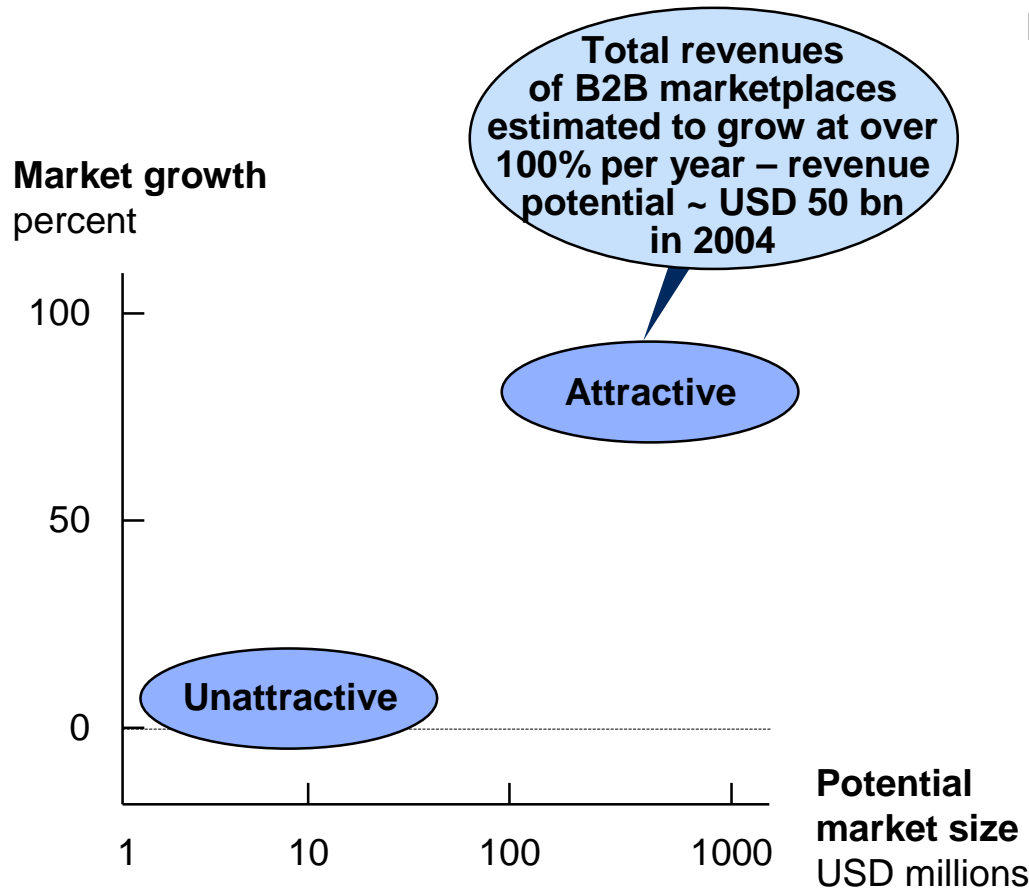 Total revenues
of B2B marketplaces
estimated to grow at over
100% per year – revenue
potential ~ USD 50 bn
in 2004
Market growth
percent
100
Attractive
50
Unattractive
0
1
10
100
1000
Potential
market size
USD millions